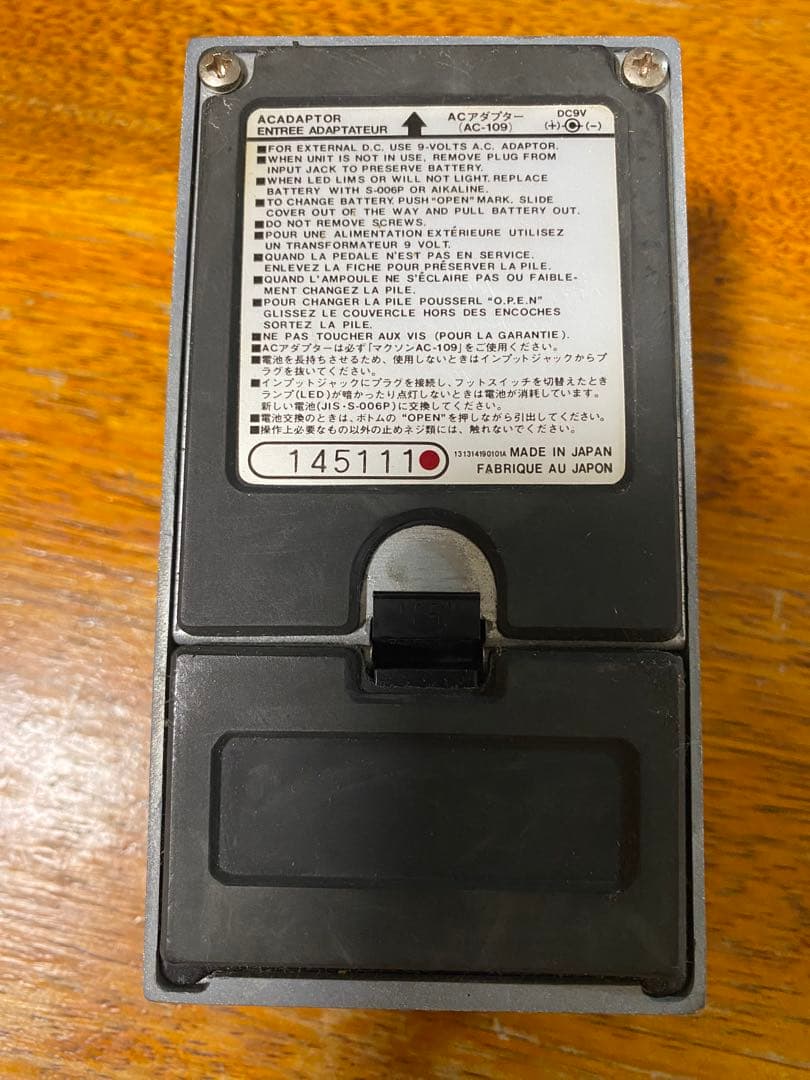 ACADAPTOR
ENTREE ADAPTATEUR
ACアダプター
(AC-109)
DC9V
(+) (-)
■FOR EXTERNAL D.C. USE 9-VOLTS A.C. ADAPTOR.
■WHEN UNIT IS NOT IN USE, REMOVE PLUG FROM
INPUT JACK TO PRESERVE BATTERY.
■WHEN LED LIMS OR WILL NOT LIGHT. REPLACE
BATTERY WITH S-006P OR AIKALINE.
■TO CHANGE BATTERY. PUSH "OPEN" MARK. SLIDE
COVER OUT OF THE WAY AND PULL BATTERY OUT.
■DO NOT REMOVE SCREWS.
■POUR UNE ALIMENTATION EXTÉRIEURE UTILISEZ
UN TRANSFORMATEUR 9 VOLT.
■QUAND LA PEDALE N'EST PAS EN SERVICE.
ENLEVEZ LA FICHE POUR PRÉSERVER LA PILE.
■QUAND L'AMPOULE NE S'ÉCLAIRE PAS OU FAIBLE-
MENT CHANGEZ LA PILE.
■POUR CHANGER LA PILE POUSSERL "O.P.E.N"
GLISSEZ LE COUVERCLE HORS DES ENCOCHES
SORTEZ LA PILE.
■NE PAS TOUCHER AUX VIS (POUR LA GARANTIE).
■ACアダプターは必ず「マクソンAC-109」をご使用ください。
■電池を長持ちさせるため、使用しないときはインプットジャックからプ
ラグを抜いてください。
■インプットジャックにプラグを接続し、フットスイッチを切替えたとき
ランプ(LED)が暗かったり点灯しないときは電池が消耗しています。
新しい電池(JIS・S-006P)に交換してください。
■電池交換のときは、ボトムの"OPEN"を押しながら引出してください。
■操作上必要なもの以外の止めネジ類には、触れないでください。
145111
1313141901O1A MADE IN JAPAN
FABRIQUE AU JAPON